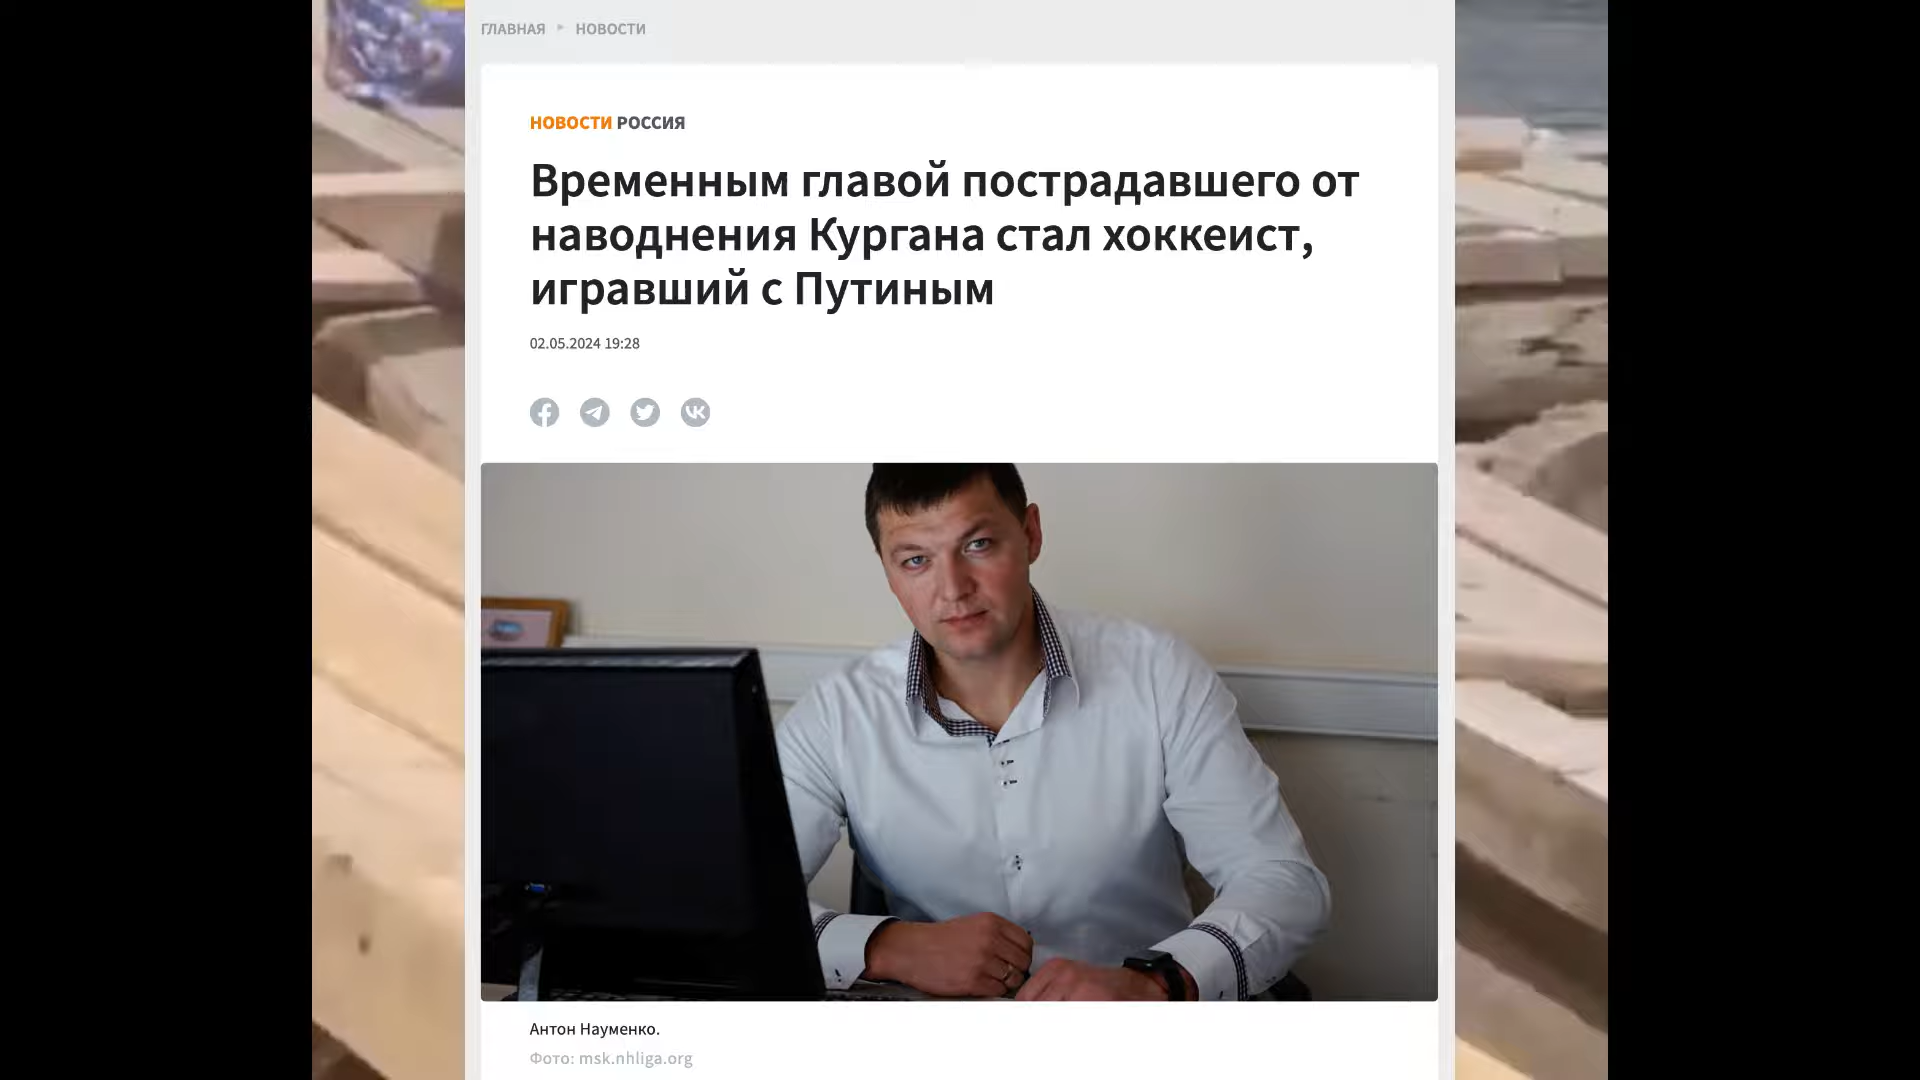 ГЛАВНАЯ НОВОСТИ
НОВОСТИ РОССИЯ
Временным главой пострадавшего от
наводнения Кургана стал хоккеист,
игравший с Путиным
02.05.2024 19:28
Антон Науменко.
Фото: msk.nhliga.org